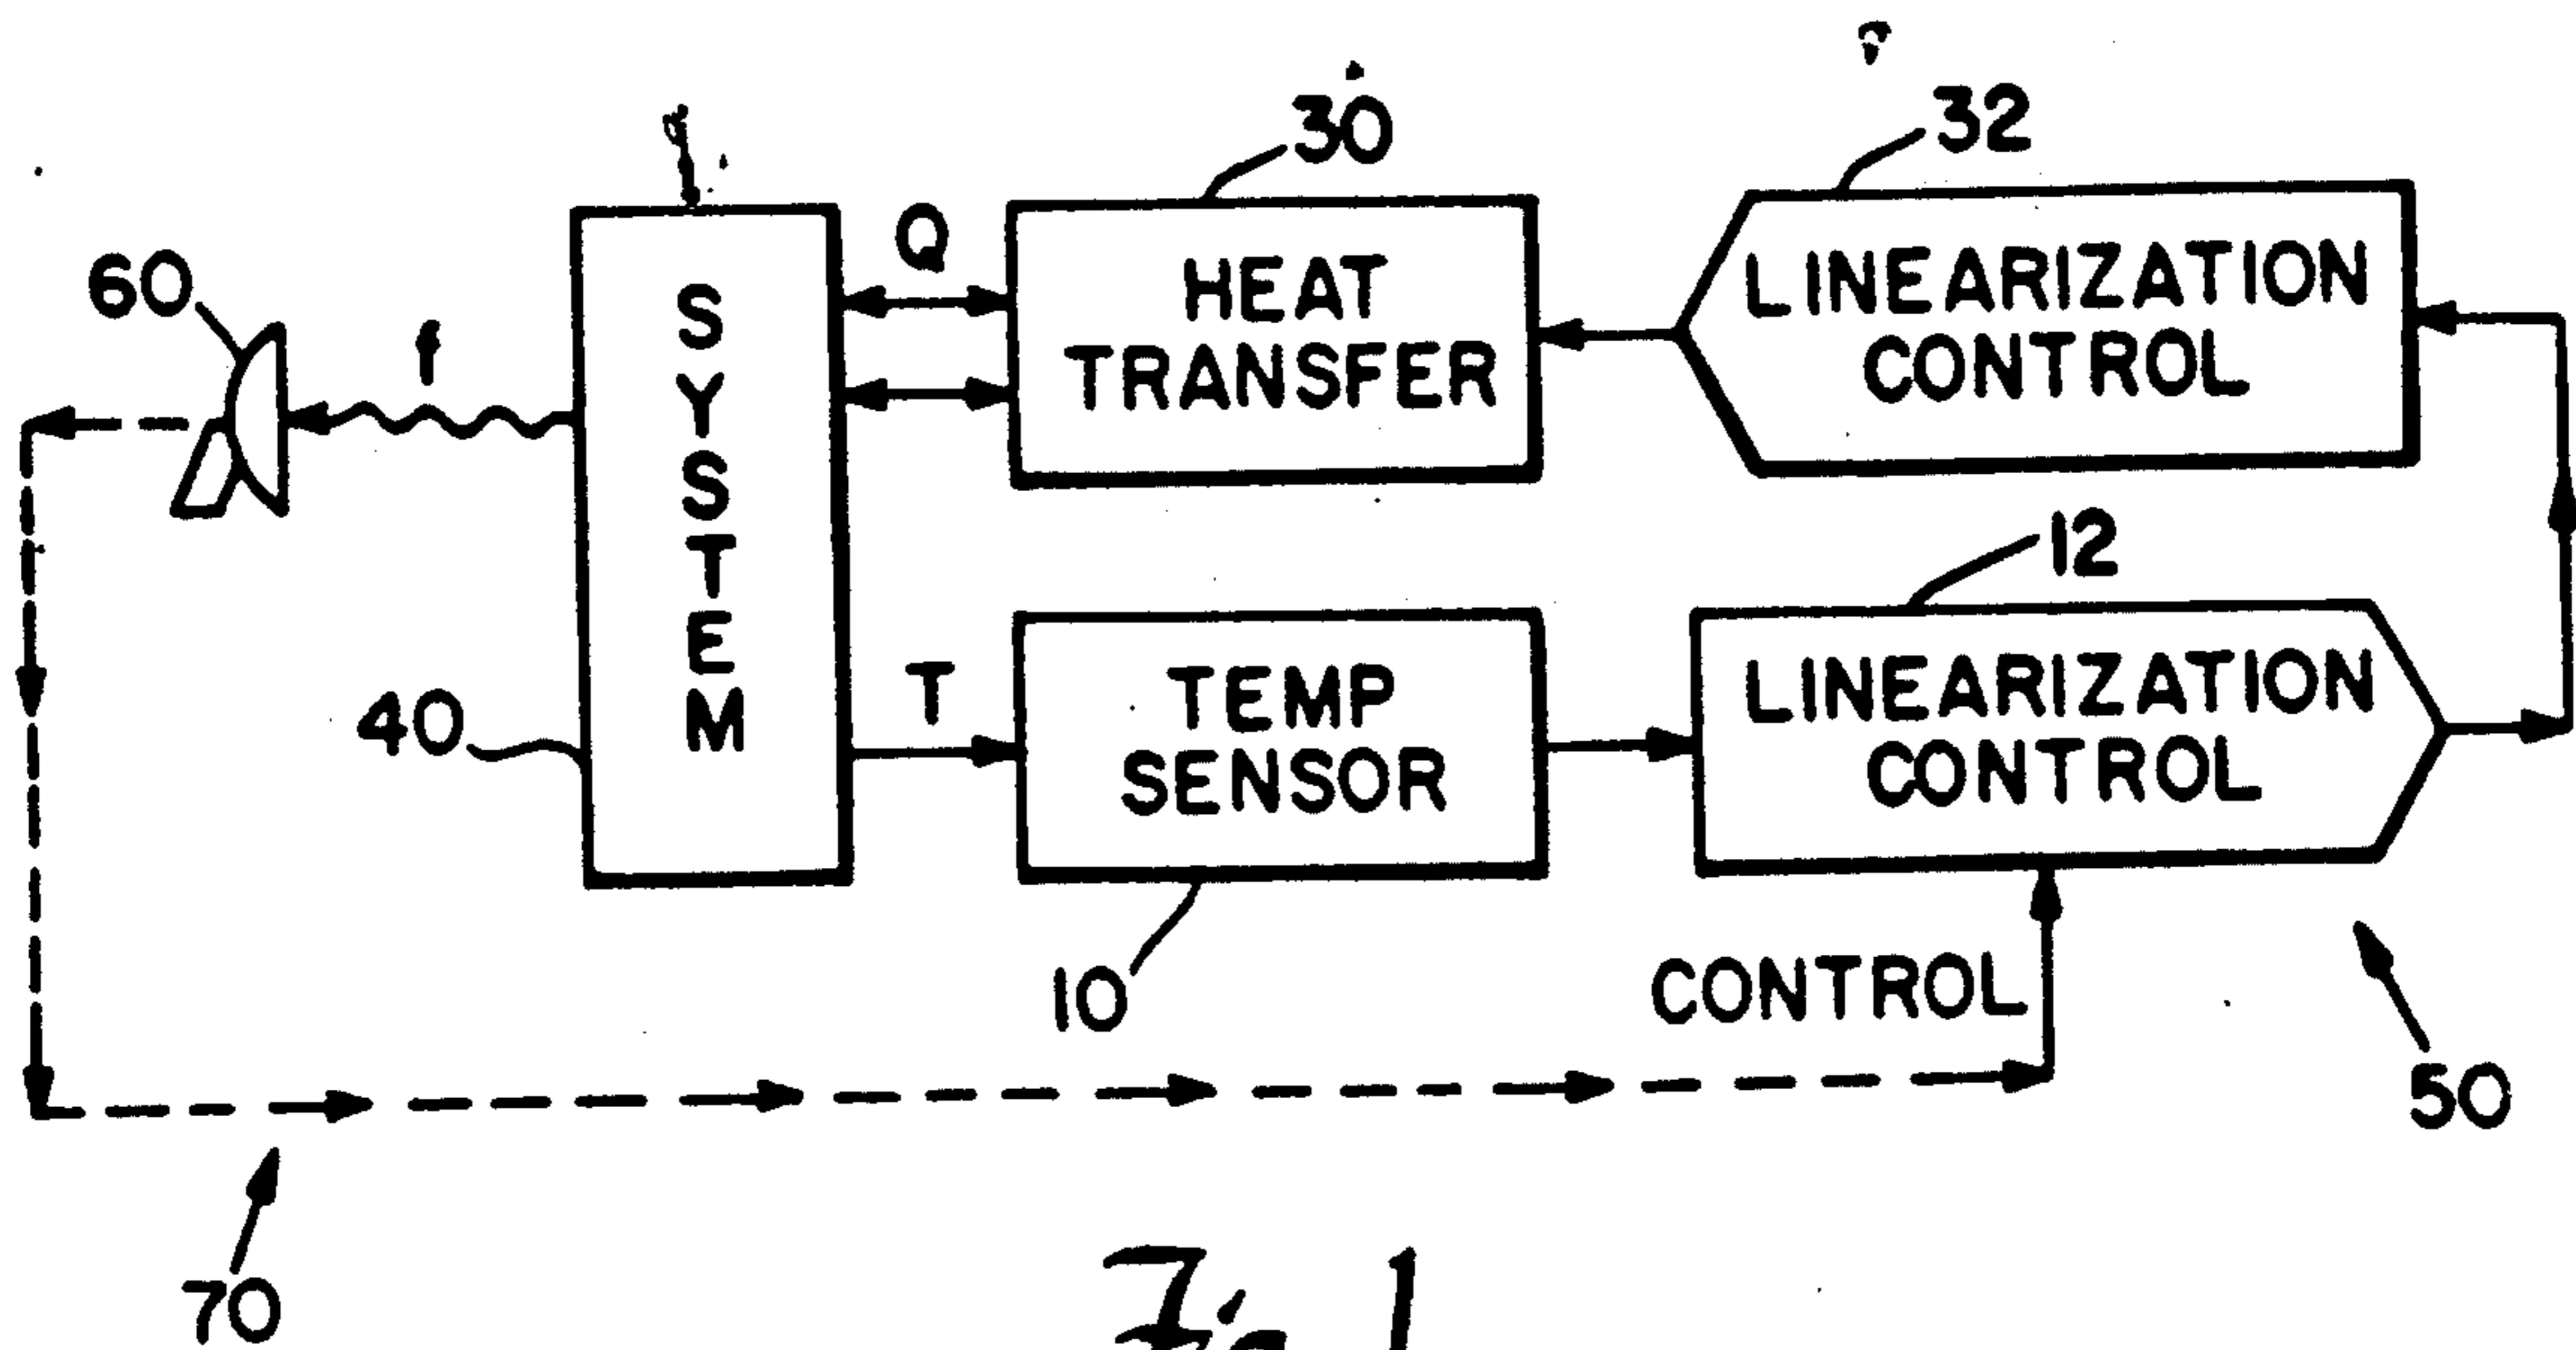 30
32
60
f
Q
SYSTEM
HEAT
TRANSFER
LINEARIZATION
CONTROL
12
40
T
TEMP
SENSOR
LINEARIZATION
CONTROL
10
CONTROL
50
70
Fig 1